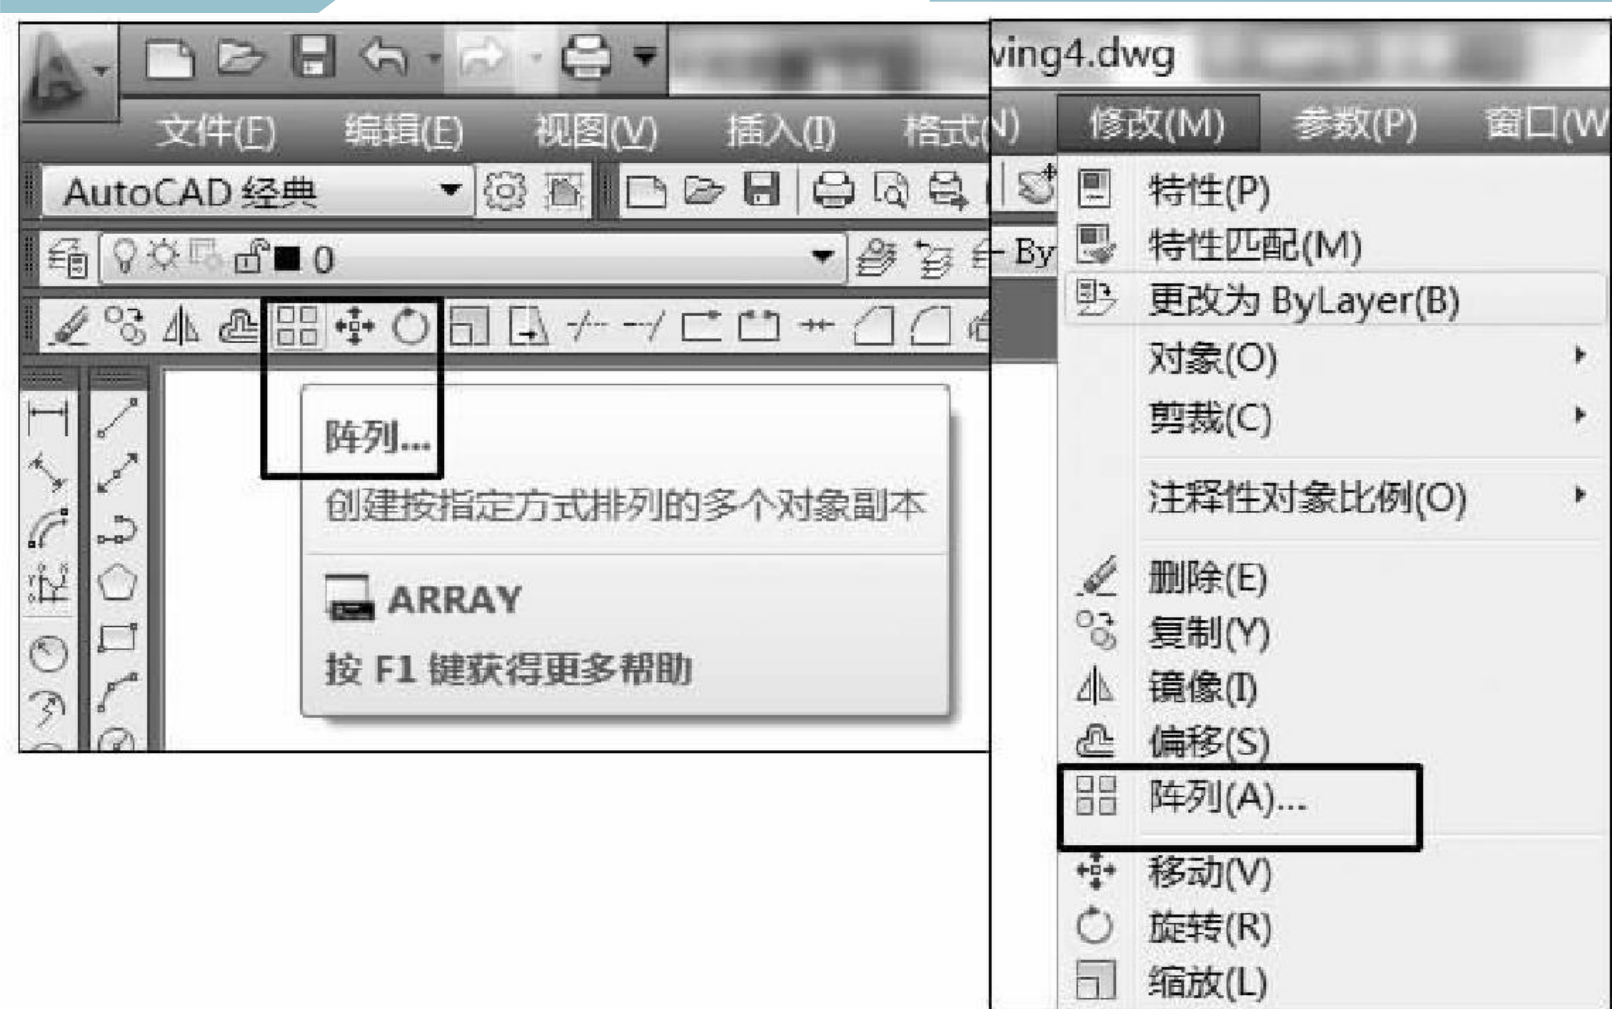 文件(F) 编辑(E) 视图(V) 插入(I) 格式
AutoCAD 经典
0
阵列...
创建按指定方式排列的多个对象副本
ARRAY
按 F1 键获得更多帮助
wing4.dwg
N) 修改(M) 参数(P) 窗口(W
By
特性(P)
特性匹配(M)
更改为 ByLayer(B)
对象(O)
剪裁(C)
注释性对象比例(O)
删除(E)
复制(Y)
镜像(I)
偏移(S)
阵列(A)...
移动(V)
旋转(R)
缩放(L)